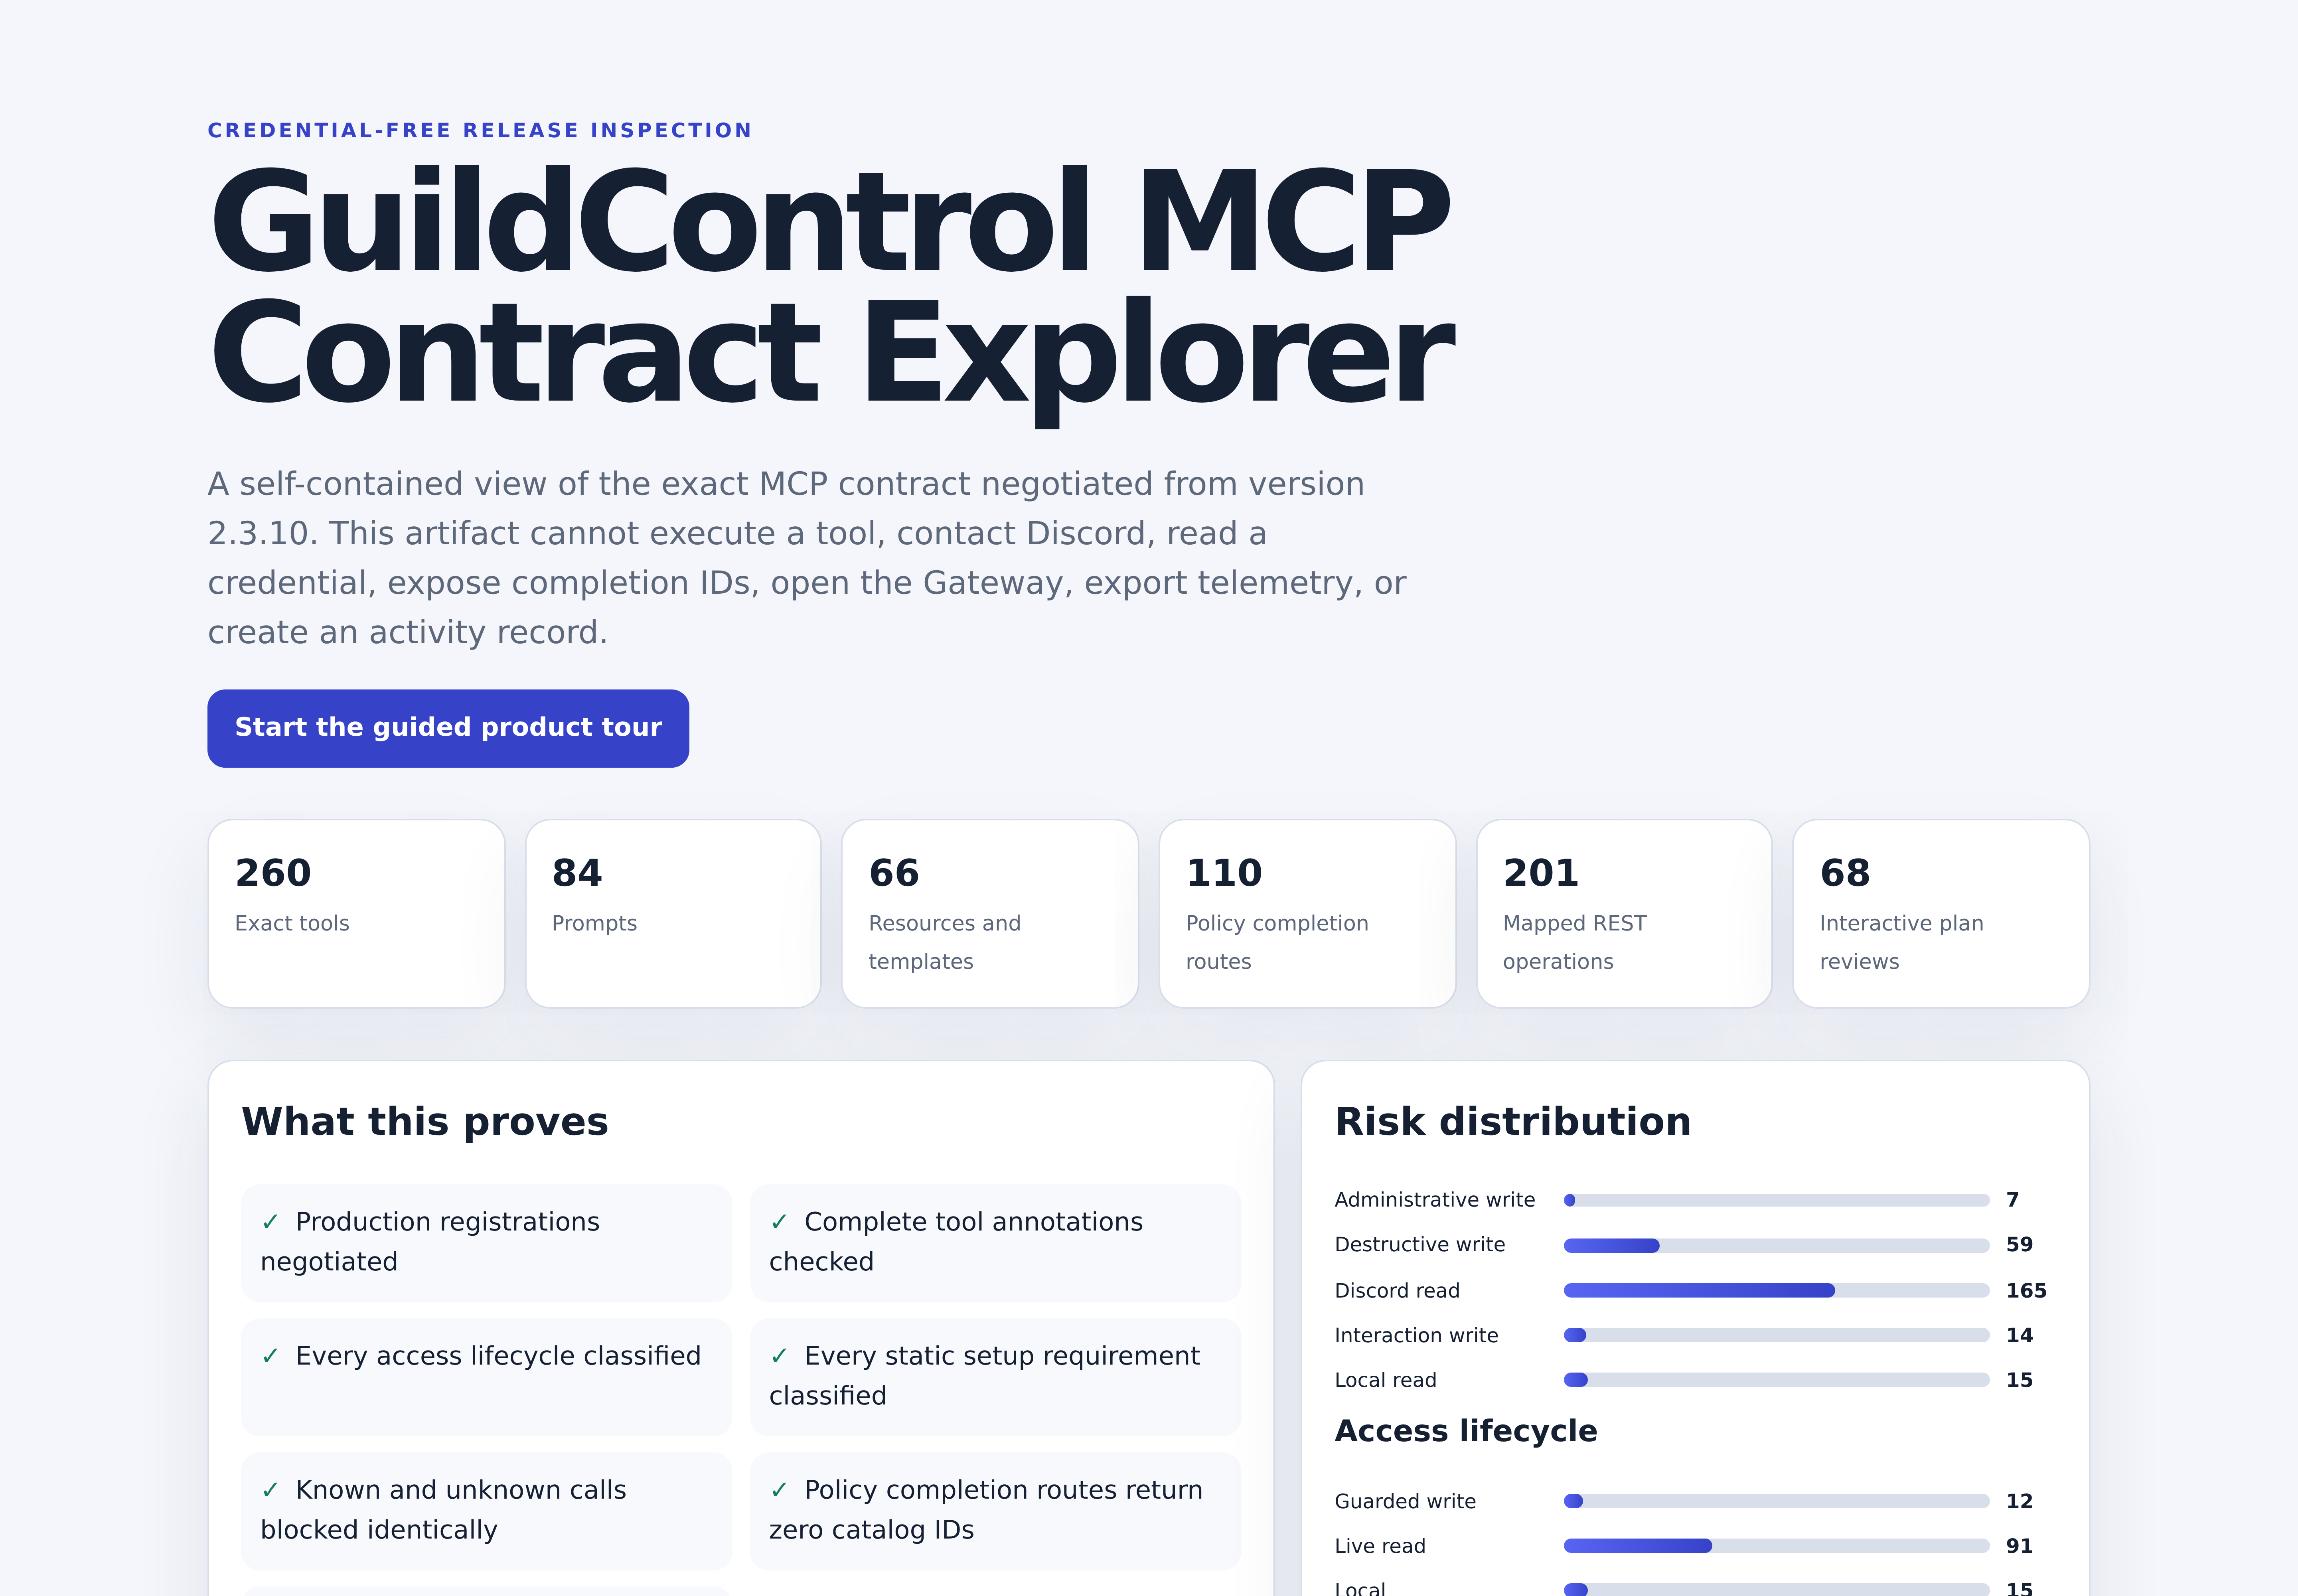 CREDENTIAL-FREE RELEASE INSPECTION
GuildControl MCP
Contract Explorer
A self-contained view of the exact MCP contract negotiated from version
2.3.10. This artifact cannot execute a tool, contact Discord, read a
credential, expose completion IDs, open the Gateway, export telemetry, or
create an activity record.
Start the guided product tour
260
Exact tools
84
Prompts
66
Resources and
templates
110
Policy completion
routes
201
Mapped REST
operations
68
Interactive plan
reviews
What this proves
✓ Production registrations
negotiated
✓ Complete tool annotations
checked
✓ Every access lifecycle classified
✓ Every static setup requirement
classified
✓ Known and unknown calls
blocked identically
✓ Policy completion routes return
zero catalog IDs
Risk distribution
Administrative write 7
Destructive write 59
Discord read 165
Interaction write 14
Local read 15
Access lifecycle
Guarded write 12
Live read 91
Local 15